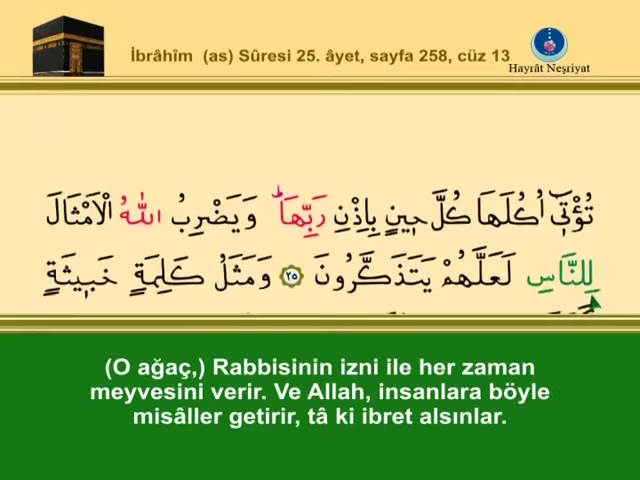 İbrâhîm (as) Sûresi 25. âyet, sayfa 258, cüz 13
Hayrât Neşriyat
تُؤْتٖٓي اُكُلَهَا كُلَّ حٖينٍ بِاِذْنِ رَبِّهَاۜ وَيَضْرِبُ اللّٰهُ الْاَمْثَالَ
لِلنَّاسِ لَعَلَّهُمْ يَتَذَكَّرُونَ ﴿٢٥﴾ وَمَثَلُ كَلِمَةٍ خَبٖيثَةٍ
(O ağaç,) Rabbisinin izni ile her zaman
meyvesini verir. Ve Allah, insanlara böyle
misâller getirir, tâ ki ibret alsınlar.